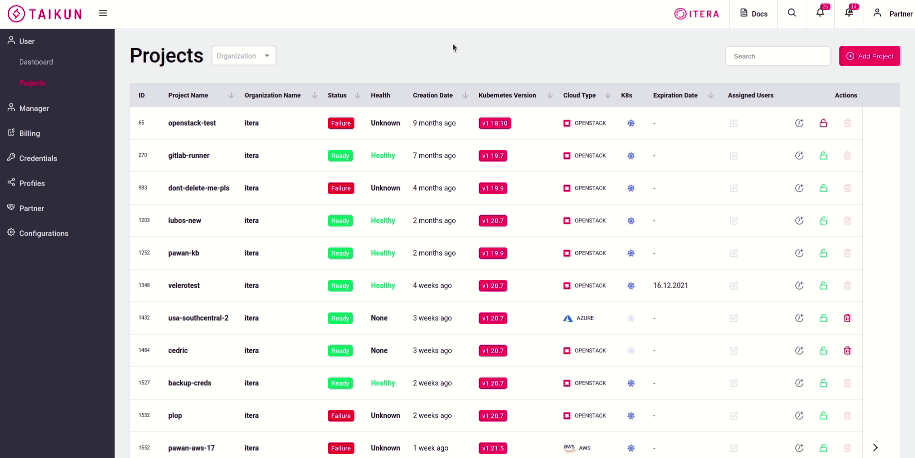 TAIKUN
ITERA
Docs
14
Partner
User
Dashboard
Projects
Manager
Billing
Credentials
Profiles
Partner
Configurations
Projects
Organization
Search
Add Project
ID Project Name Organization Name Status Health Creation Date Kubernetes Version Cloud Type K8s Expiration Date Assigned Users Actions
65 openstack-test itera Failure Unknown 9 months ago v1.18.10 OPENSTACK -
270 gitlab-runner itera Ready Healthy 7 months ago v1.19.7 OPENSTACK -
983 dont-delete-me-pls itera Failure Unknown 4 months ago v1.19.9 OPENSTACK -
1203 lubos-new itera Ready Healthy 2 months ago v1.20.7 OPENSTACK -
1252 pawan-kb itera Ready Healthy 2 months ago v1.19.9 OPENSTACK -
1348 velerotest itera Ready Healthy 4 weeks ago v1.20.7 OPENSTACK 16.12.2021
1432 usa-southcentral-2 itera Ready None 3 weeks ago v1.20.7 AZURE -
1484 cedric itera Ready None 3 weeks ago v1.20.7 OPENSTACK -
1527 backup-creds itera Ready Healthy 2 weeks ago v1.20.7 OPENSTACK -
1532 plop itera Failure Unknown 2 weeks ago v1.20.7 OPENSTACK -
1552 pawan-aws-17 itera Failure Unknown 1 week ago v1.21.5 aws AWS -